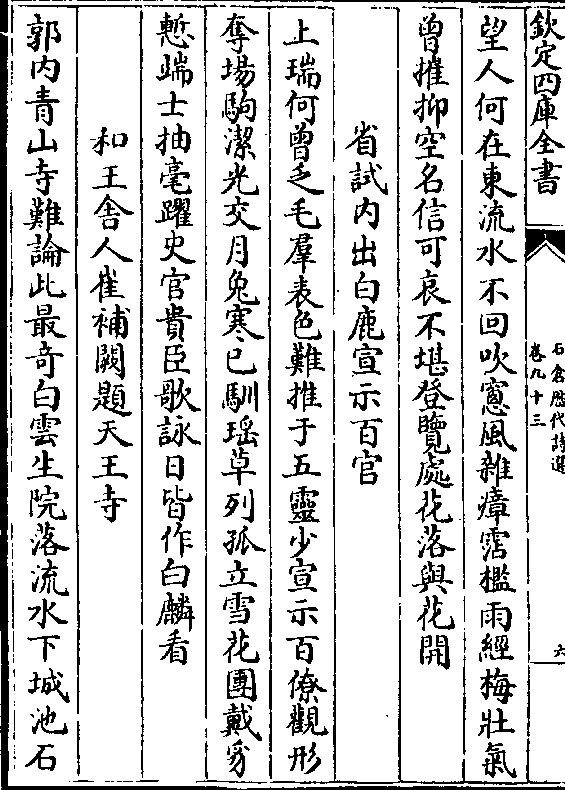 欽定四庫全書
石倉歷代詩選
卷九十三
六
望人何在東流水不回吹窻風雜瘴霑檻雨經梅壯氣
曾摧抑空名信可哀不堪登覽處花落與花開
省試内出白鹿宣示百官
上瑞何曾乏毛羣表色難推于五靈少宣示百僚觀形
奪場駒潔光交月兔寒已馴瑶草列孤立雪花團戴豸
慙端士抽毫躍史官貴臣歌詠日皆作白麟看
和王舍人崔補闕題天王寺
郭内青山寺難論此最奇白雲生院落流水下城池石